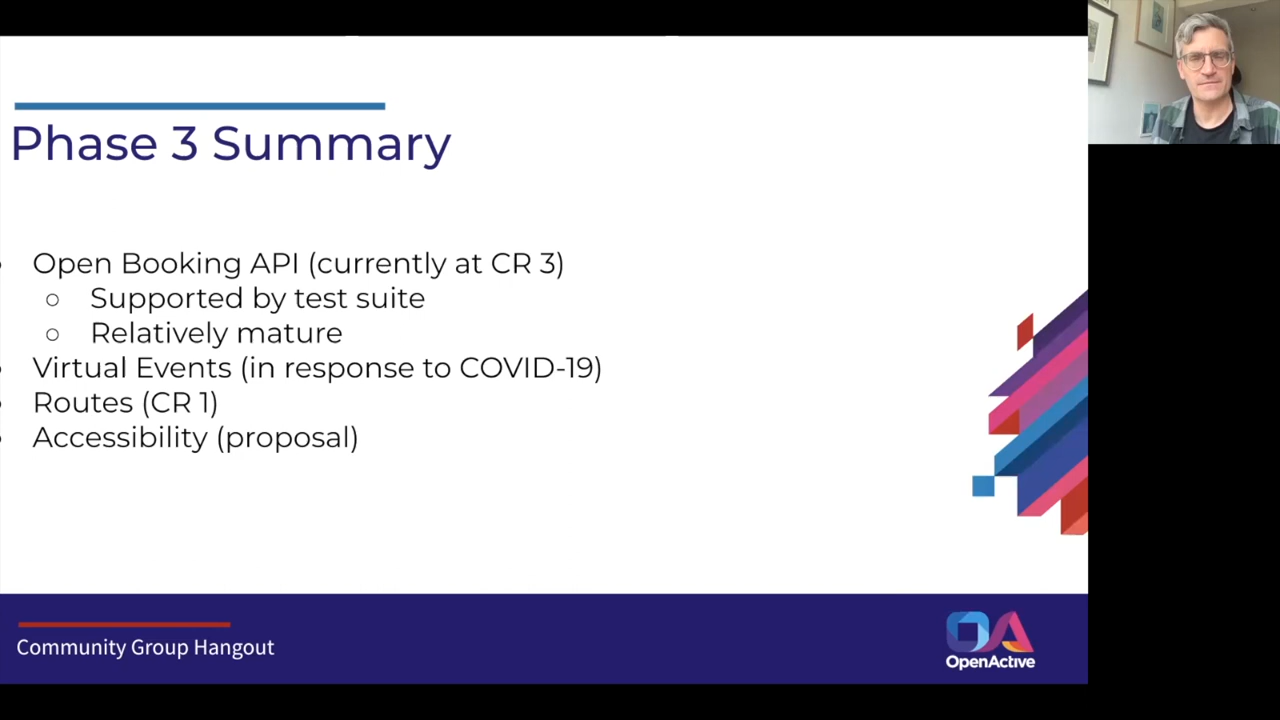 Phase 3 Summary
Open Booking API (currently at CR 3)
Supported by test suite
Relatively mature
Virtual Events (in response to COVID-19)
Routes (CR 1)
Accessibility (proposal)
Community Group Hangout
OA
OpenActive